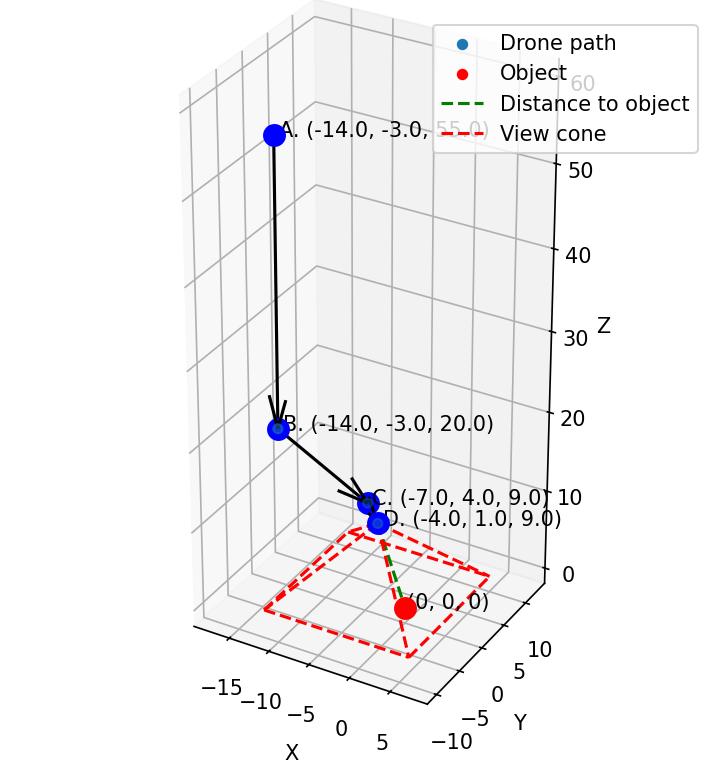 Drone path
Object
Distance to object
View cone
A. (-14.0, -3.0, 55.0)
B. (-14.0, -3.0, 20.0)
C. (-7.0, 4.0, 9.0)
D. (-4.0, 1.0, 9.0)
(0, 0, 0)
60
50
40
30
20
10
0
Z
−15
−10
−5
0
5
X
−10
−5
0
5
10
Y